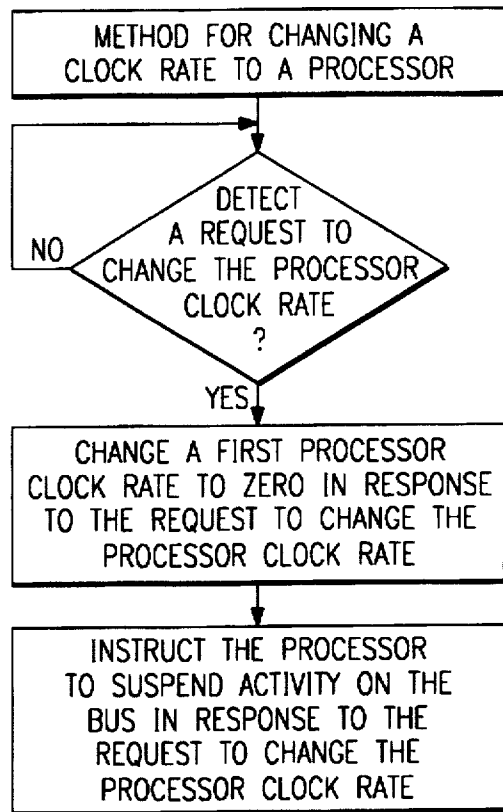 METHOD FOR CHANGING A
CLOCK RATE TO A PROCESSOR
DETECT
A REQUEST TO
CHANGE THE PROCESSOR
CLOCK RATE
?
NO
YES
CHANGE A FIRST PROCESSOR
CLOCK RATE TO ZERO IN RESPONSE
TO THE REQUEST TO CHANGE THE
PROCESSOR CLOCK RATE
INSTRUCT THE PROCESSOR
TO SUSPEND ACTIVITY ON THE
BUS IN RESPONSE TO THE
REQUEST TO CHANGE THE
PROCESSOR CLOCK RATE